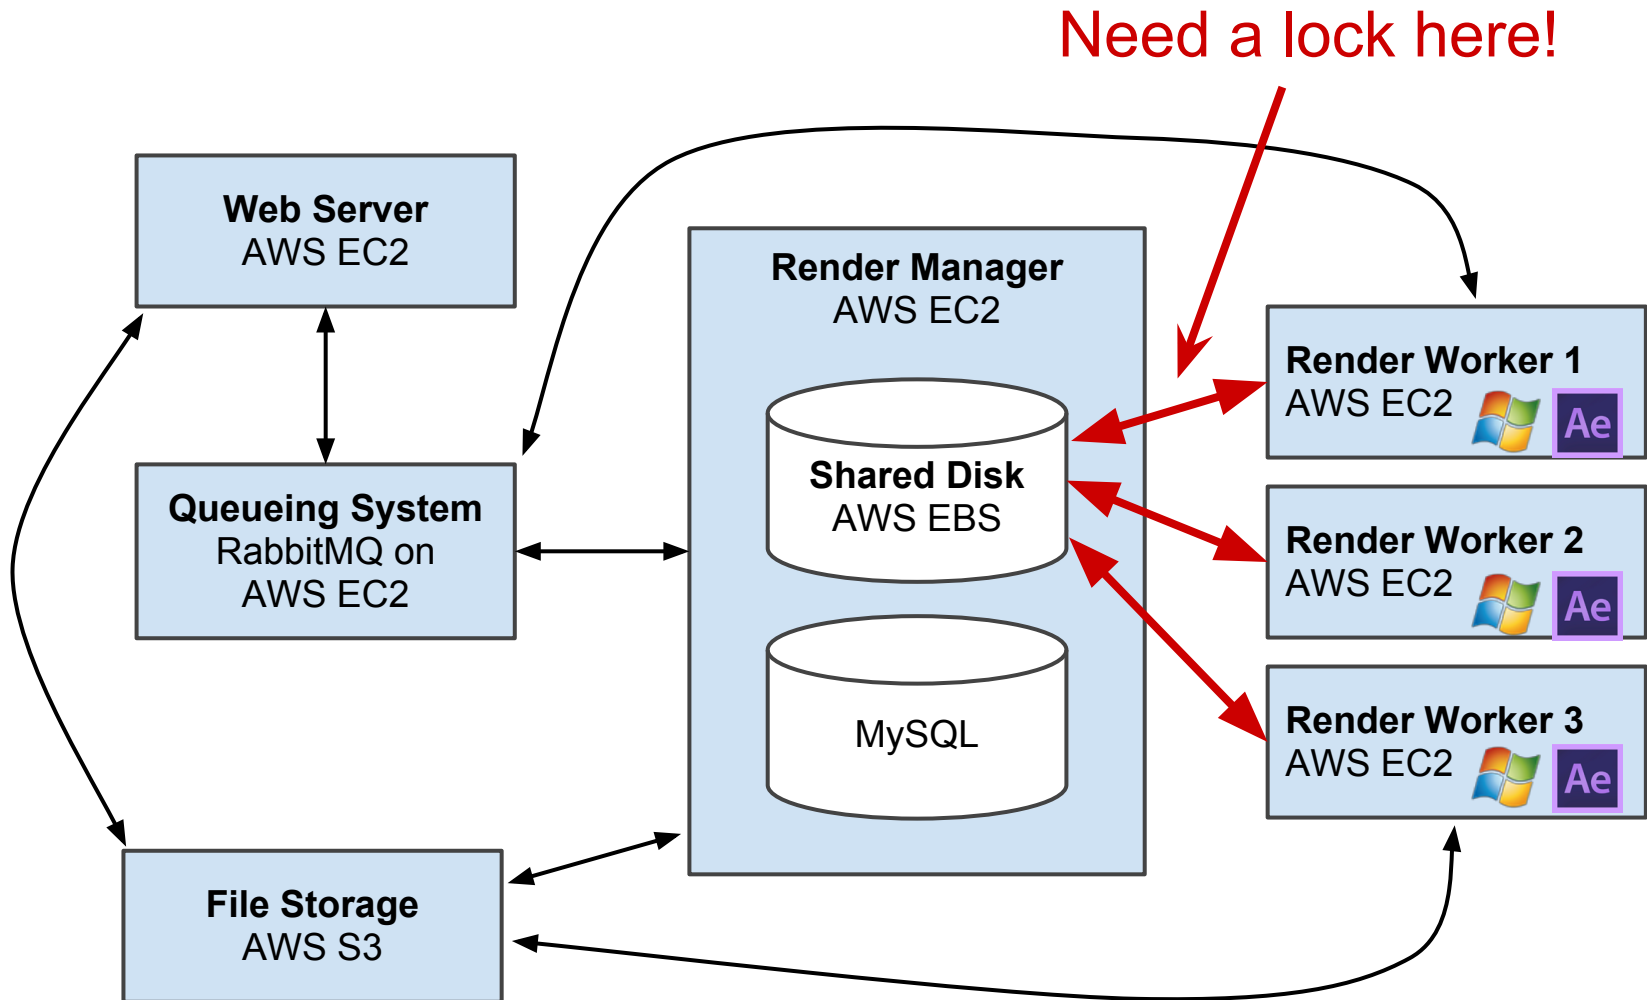 Need a lock here!
Web Server
AWS EC2
Render Manager
AWS EC2
Render Worker 1
AWS EC2
Ae
Shared Disk
AWS EBS
Queueing System
RabbitMQ on
AWS EC2
Render Worker 2
AWS EC2
Ae
MySQL
Render Worker 3
AWS EC2
Ae
File Storage
AWS S3